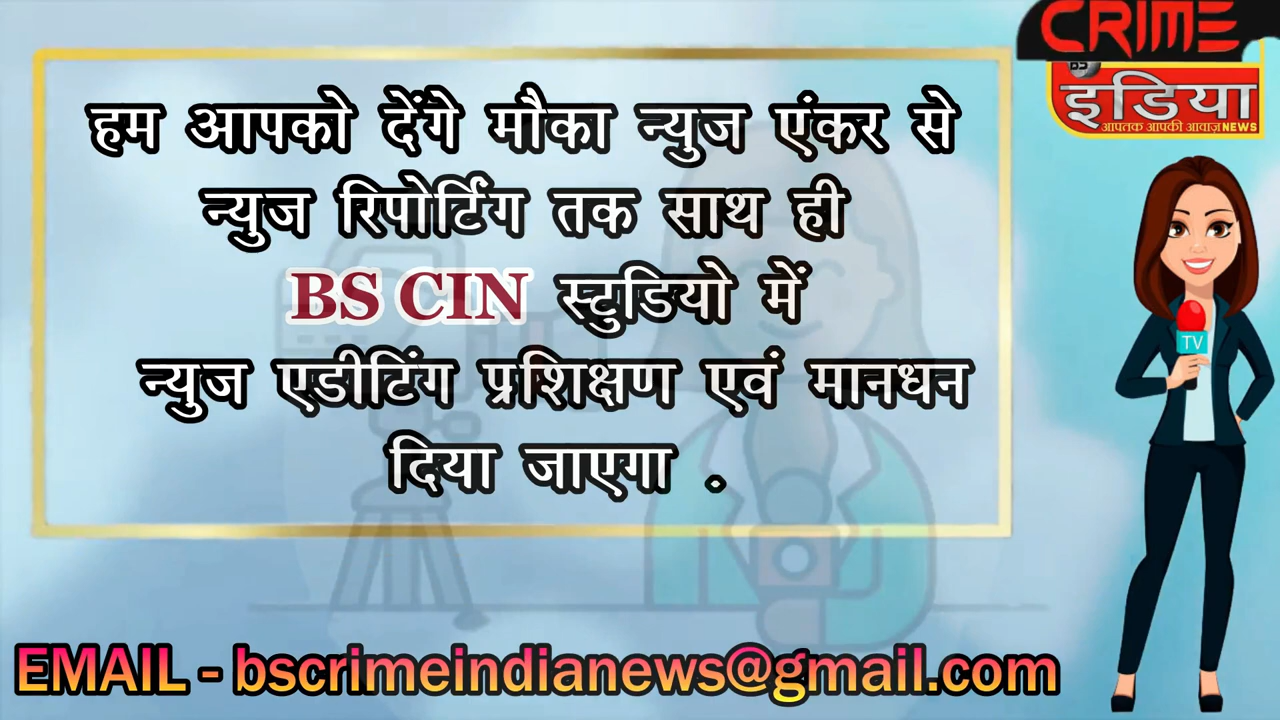 CRIME
BS
इंडिया
आपतक आपकी आवाज़ NEWS
हम आपको देंगे मौका न्युज एंकर से
न्युज रिपोर्टिंग तक साथ ही
BS CIN स्टुडियो में
न्युज एडीटिंग प्रशिक्षण एवं मानधन
दिया जाएगा .
TV
EMAIL - bscrimeindianews@gmail.com